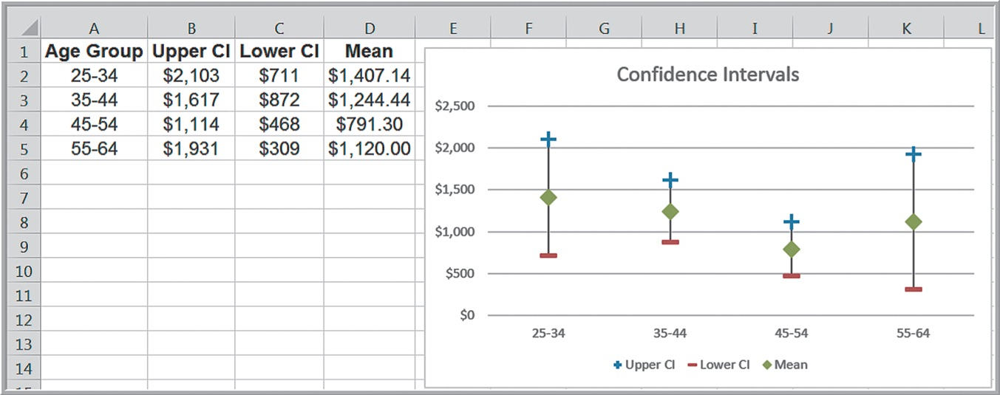 A B C D E F G H I J K L
1 Age Group Upper CI Lower CI Mean
2 25-34 $2,103 $711 $1,407.14
3 35-44 $1,617 $872 $1,244.44
4 45-54 $1,114 $468 $791.30
5 55-64 $1,931 $309 $1,120.00
6
7
8
9
10
11
12
13
14
Confidence Intervals
$2,500
$2,000
$1,500
$1,000
$500
$0
25-34 35-44 45-54 55-64
Upper CI Lower CI Mean